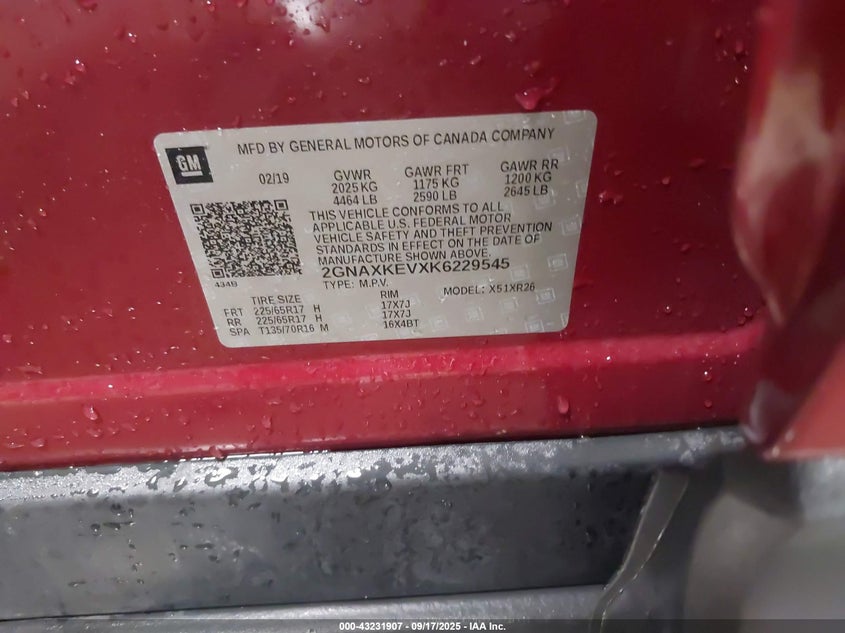 GM
MFD BY GENERAL MOTORS OF CANADA COMPANY
02/19 GVWR GAWR FRT GAWR RR
2025 KG 1175 KG 1200 KG
4464 LB 2590 LB 2645 LB
THIS VEHICLE CONFORMS TO ALL
APPLICABLE U.S. FEDERAL MOTOR
VEHICLE SAFETY AND THEFT PREVENTION
STANDARDS IN EFFECT ON THE DATE OF
MANUFACTURE SHOWN ABOVE.
434B
2GNAXKEVXK6229545
TYPE: M.P.V. MODEL: X51XR26
TIRE SIZE RIM
FRT 225/65R17 H 17X7J
RR 225/65R17 H 17X7J
SPA T135/70R16 M 16X4BT
000-43231907 - 09/17/2025 - IAA Inc.